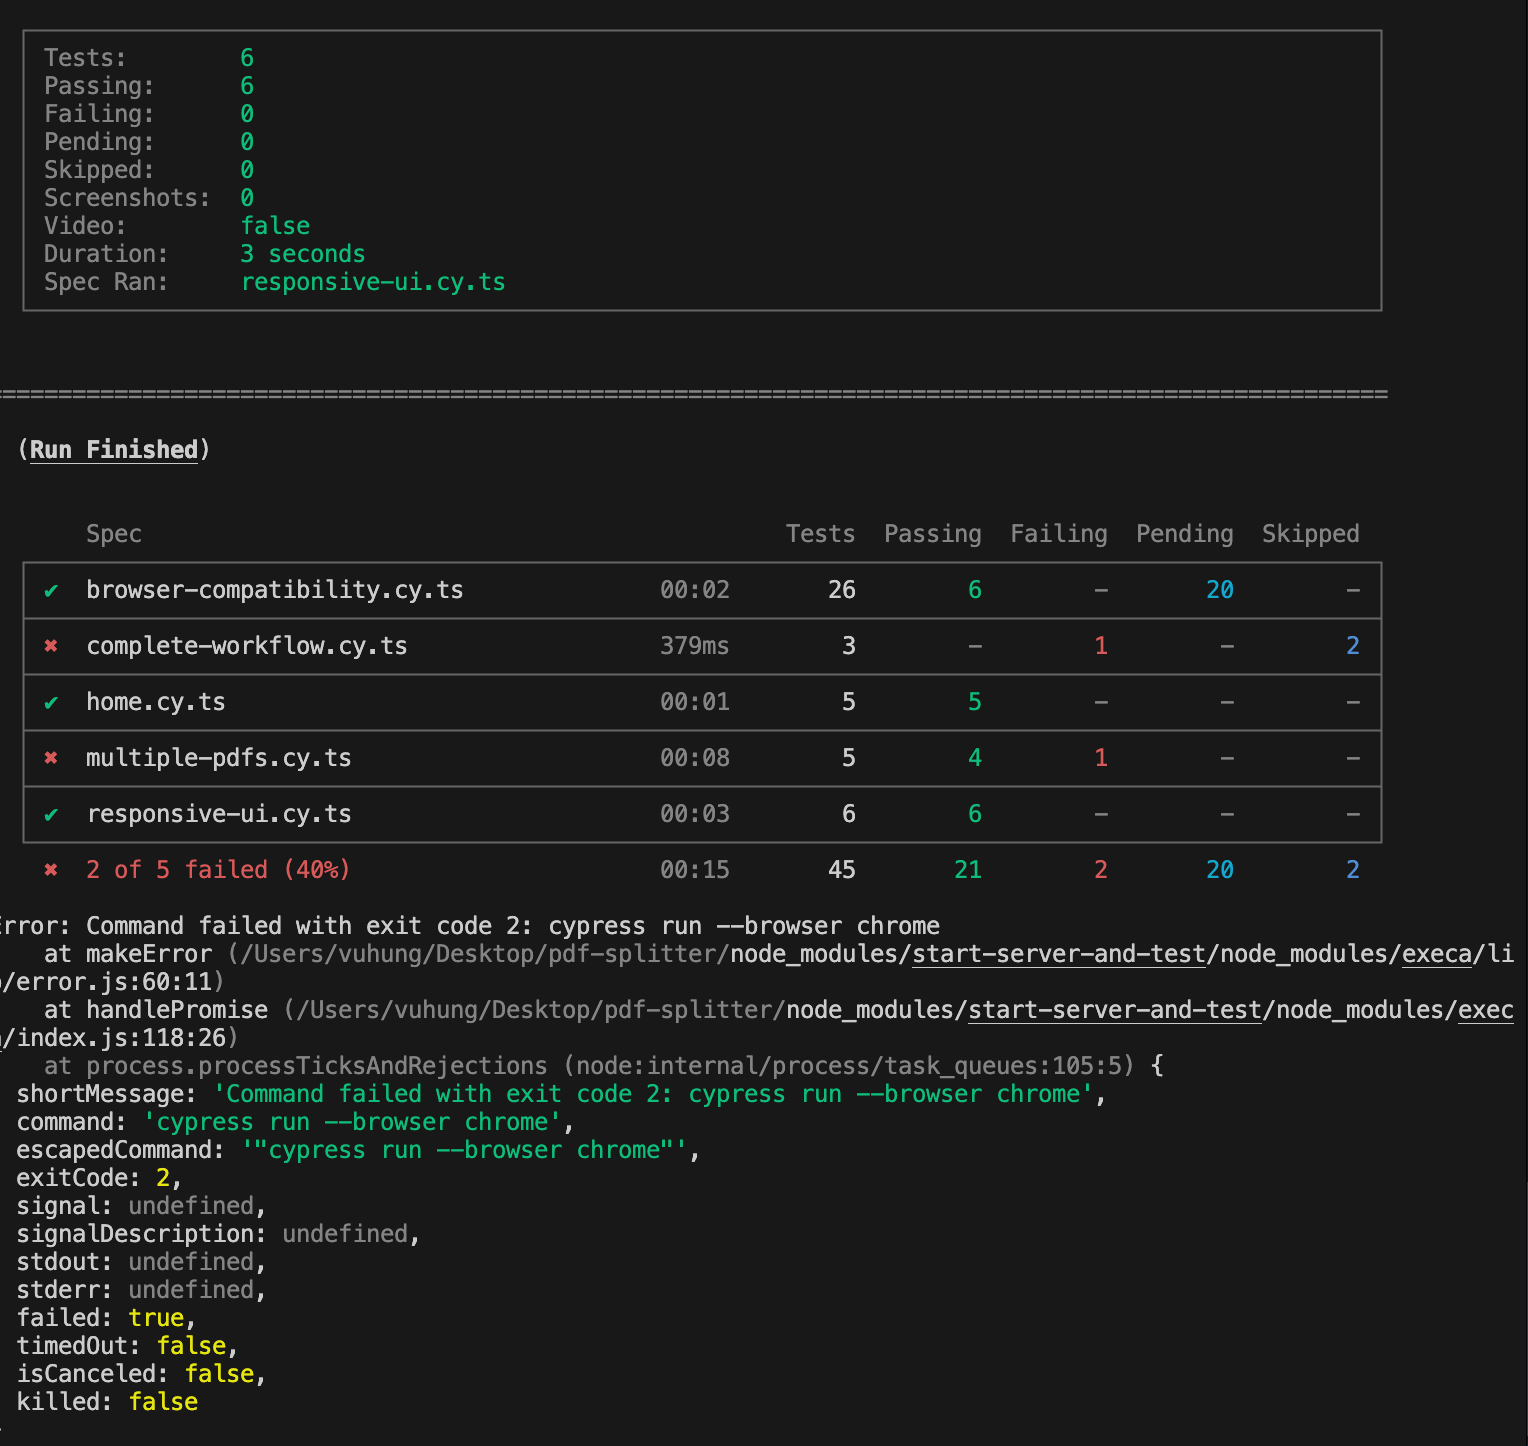 Tests: 6
Passing: 6
Failing: 0
Pending: 0
Skipped: 0
Screenshots: 0
Video: false
Duration: 3 seconds
Spec Ran: responsive-ui.cy.ts
================================================================================
(Run Finished)
Spec Tests Passing Failing Pending Skipped
✔ browser-compatibility.cy.ts 00:02 26 6 - 20 -
✖ complete-workflow.cy.ts 379ms 3 - 1 - 2
✔ home.cy.ts 00:01 5 5 - - -
✖ multiple-pdfs.cy.ts 00:08 5 4 1 - -
✔ responsive-ui.cy.ts 00:03 6 6 - - -
✖ 2 of 5 failed (40%) 00:15 45 21 2 20 2
Error: Command failed with exit code 2: cypress run --browser chrome
at makeError (/Users/vuhung/Desktop/pdf-splitter/node_modules/start-server-and-test/node_modules/execa/li
/error.js:60:11)
at handlePromise (/Users/vuhung/Desktop/pdf-splitter/node_modules/start-server-and-test/node_modules/exec
/index.js:118:26)
at process.processTicksAndRejections (node:internal/process/task_queues:105:5) {
shortMessage: 'Command failed with exit code 2: cypress run --browser chrome',
command: 'cypress run --browser chrome',
escapedCommand: '"cypress run --browser chrome"',
exitCode: 2,
signal: undefined,
signalDescription: undefined,
stdout: undefined,
stderr: undefined,
failed: true,
timedOut: false,
isCanceled: false,
killed: false